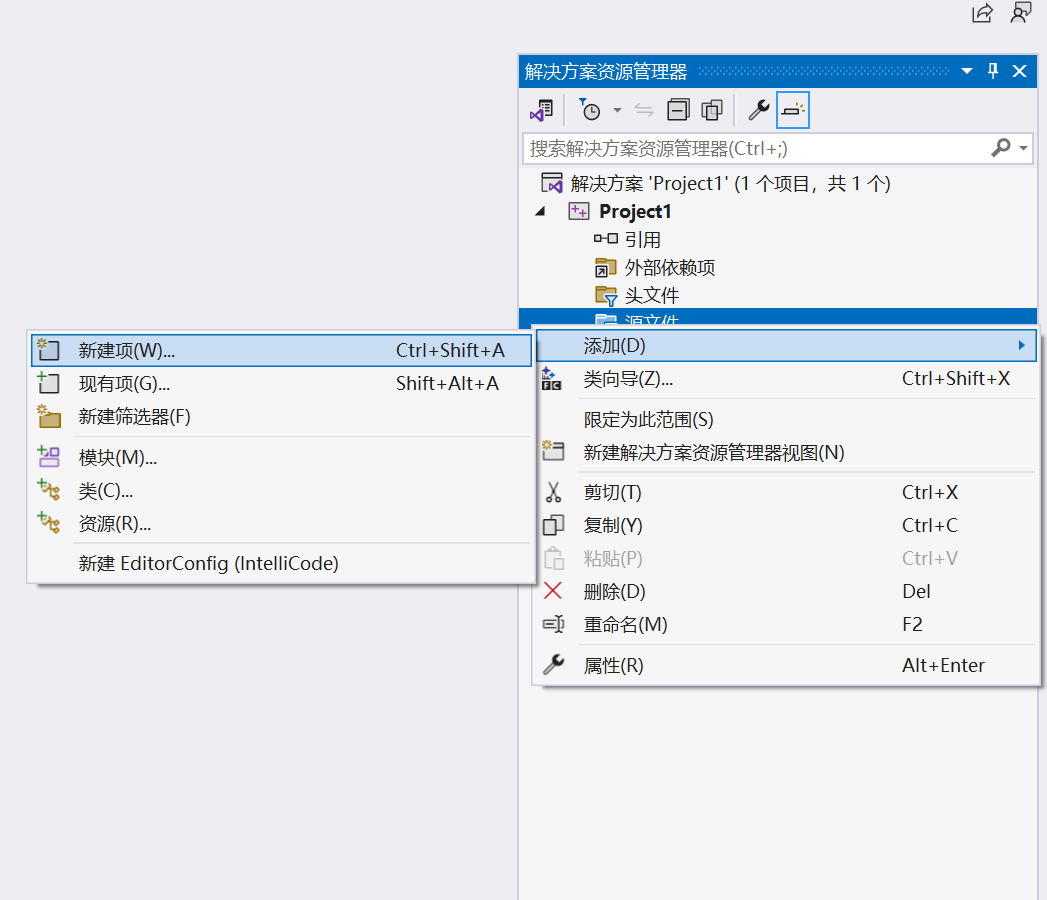 解决方案资源管理器
搜索解决方案资源管理器(Ctrl+;)
解决方案 'Project1' (1 个项目，共 1 个)
Project1
引用
外部依赖项
头文件
源文件
新建项(W)... Ctrl+Shift+A
现有项(G)... Shift+Alt+A
新建筛选器(F)
模块(M)...
类(C)...
资源(R)...
新建 EditorConfig (IntelliCode)
添加(D)
类向导(Z)... Ctrl+Shift+X
限定为此范围(S)
新建解决方案资源管理器视图(N)
剪切(T) Ctrl+X
复制(Y) Ctrl+C
粘贴(P) Ctrl+V
删除(D) Del
重命名(M) F2
属性(R) Alt+Enter